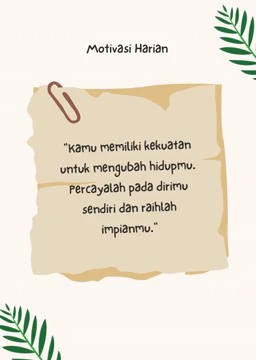 Motivasi Harian
"Kamu memiliki kekuatan
untuk mengubah hidupmu.
Percayalah pada dirimu
sendiri dan raihlah
impianmu."